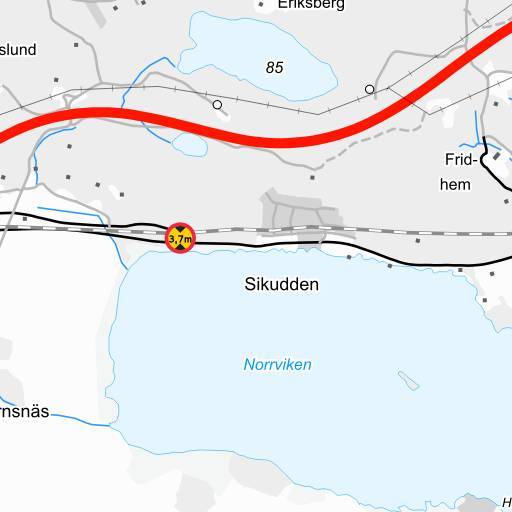 Eriksberg
slund
85
Frid-
hem
3,7m
Sikudden
Norrviken
rnsnäs
H